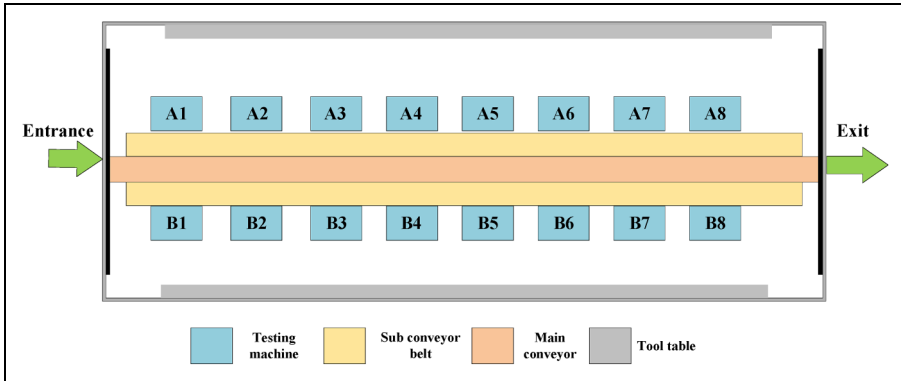 A1 A2 A3 A4 A5 A6 A7 A8
Entrance
Exit
B1 B2 B3 B4 B5 B6 B7 B8
Testing machine
Sub conveyor belt
Main conveyor
Tool table